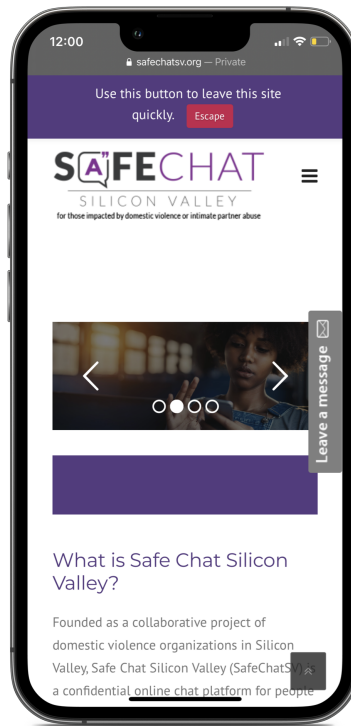 12:00
safechatsv.org — Private
Use this button to leave this site
quickly. Escape
SAFECHAT
SILICON VALLEY
for those impacted by domestic violence or intimate partner abuse
Leave a message
What is Safe Chat Silicon
Valley?
Founded as a collaborative project of
domestic violence organizations in Silicon
Valley, Safe Chat Silicon Valley (SafeChatSV) is
a confidential online chat platform for people